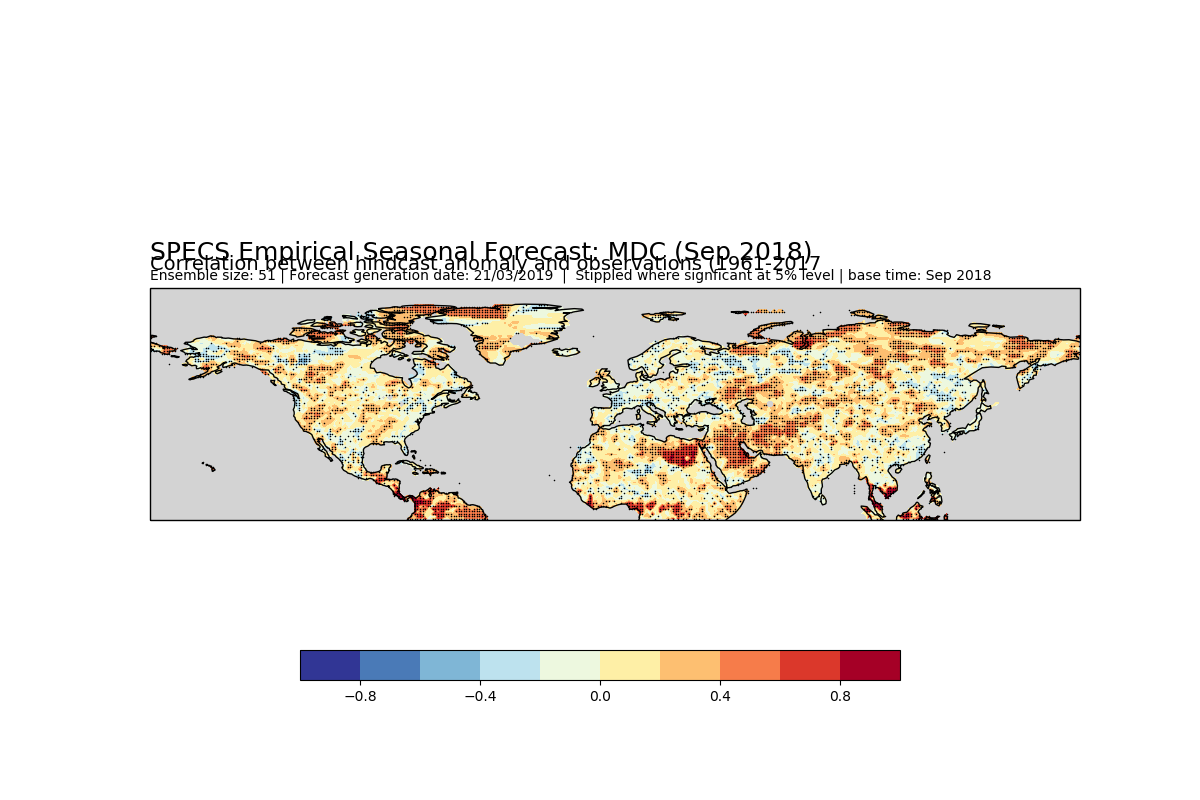 SPECS Empirical Seasonal Forecast: MDC (Sep 2018)
Correlation between hindcast anomaly and observations (1961-2017
Ensemble size: 51 | Forecast generation date: 21/03/2019 | Stippled where signficant at 5% level | base time: Sep 2018
−0.8 −0.4 0.0 0.4 0.8